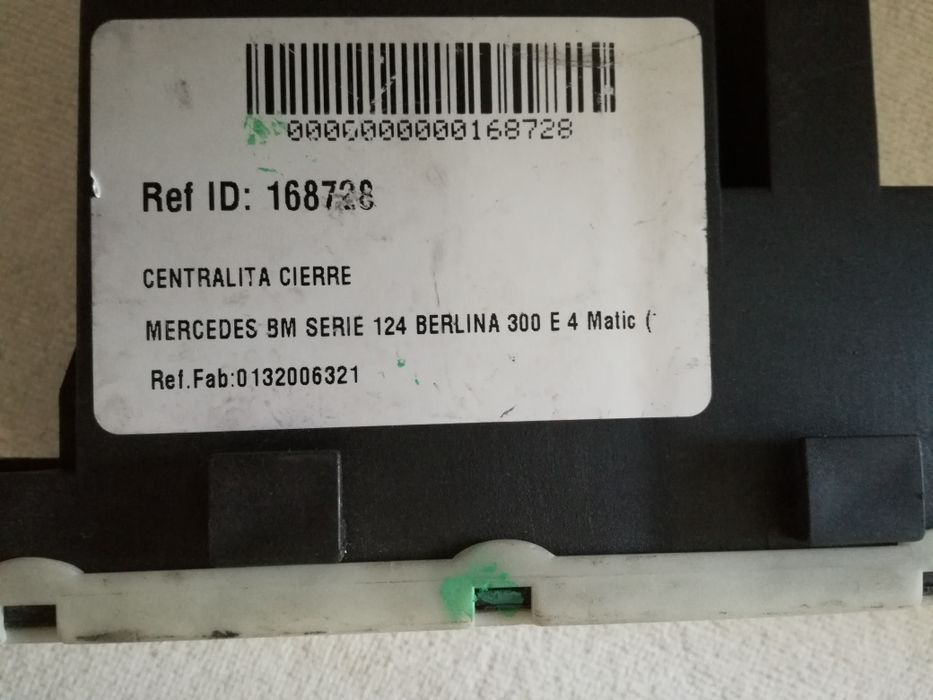 0000000000168728
Ref ID: 168728
CENTRALITA CIERRE
MERCEDES BM SERIE 124 BERLINA 300 E 4 Matic (
Ref.Fab:0132006321